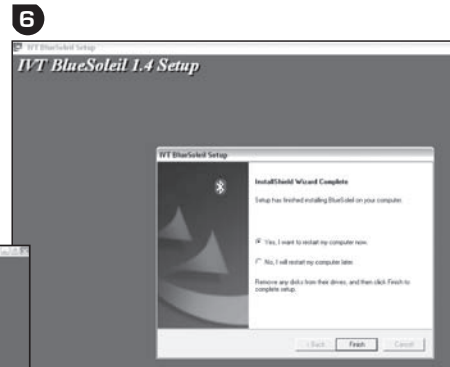 6
IVT BlueSoleil Setup
IVT BlueSoleil 1.4 Setup
IVT BlueSoleil Setup
InstallShield Wizard Complete
Setup has finished installing BlueSoleil on your computer.
Yes, I want to restart my computer now.
No, I will restart my computer later.
Remove any disks from their drives, and then click Finish to
complete setup.
< Back
Finish
Cancel